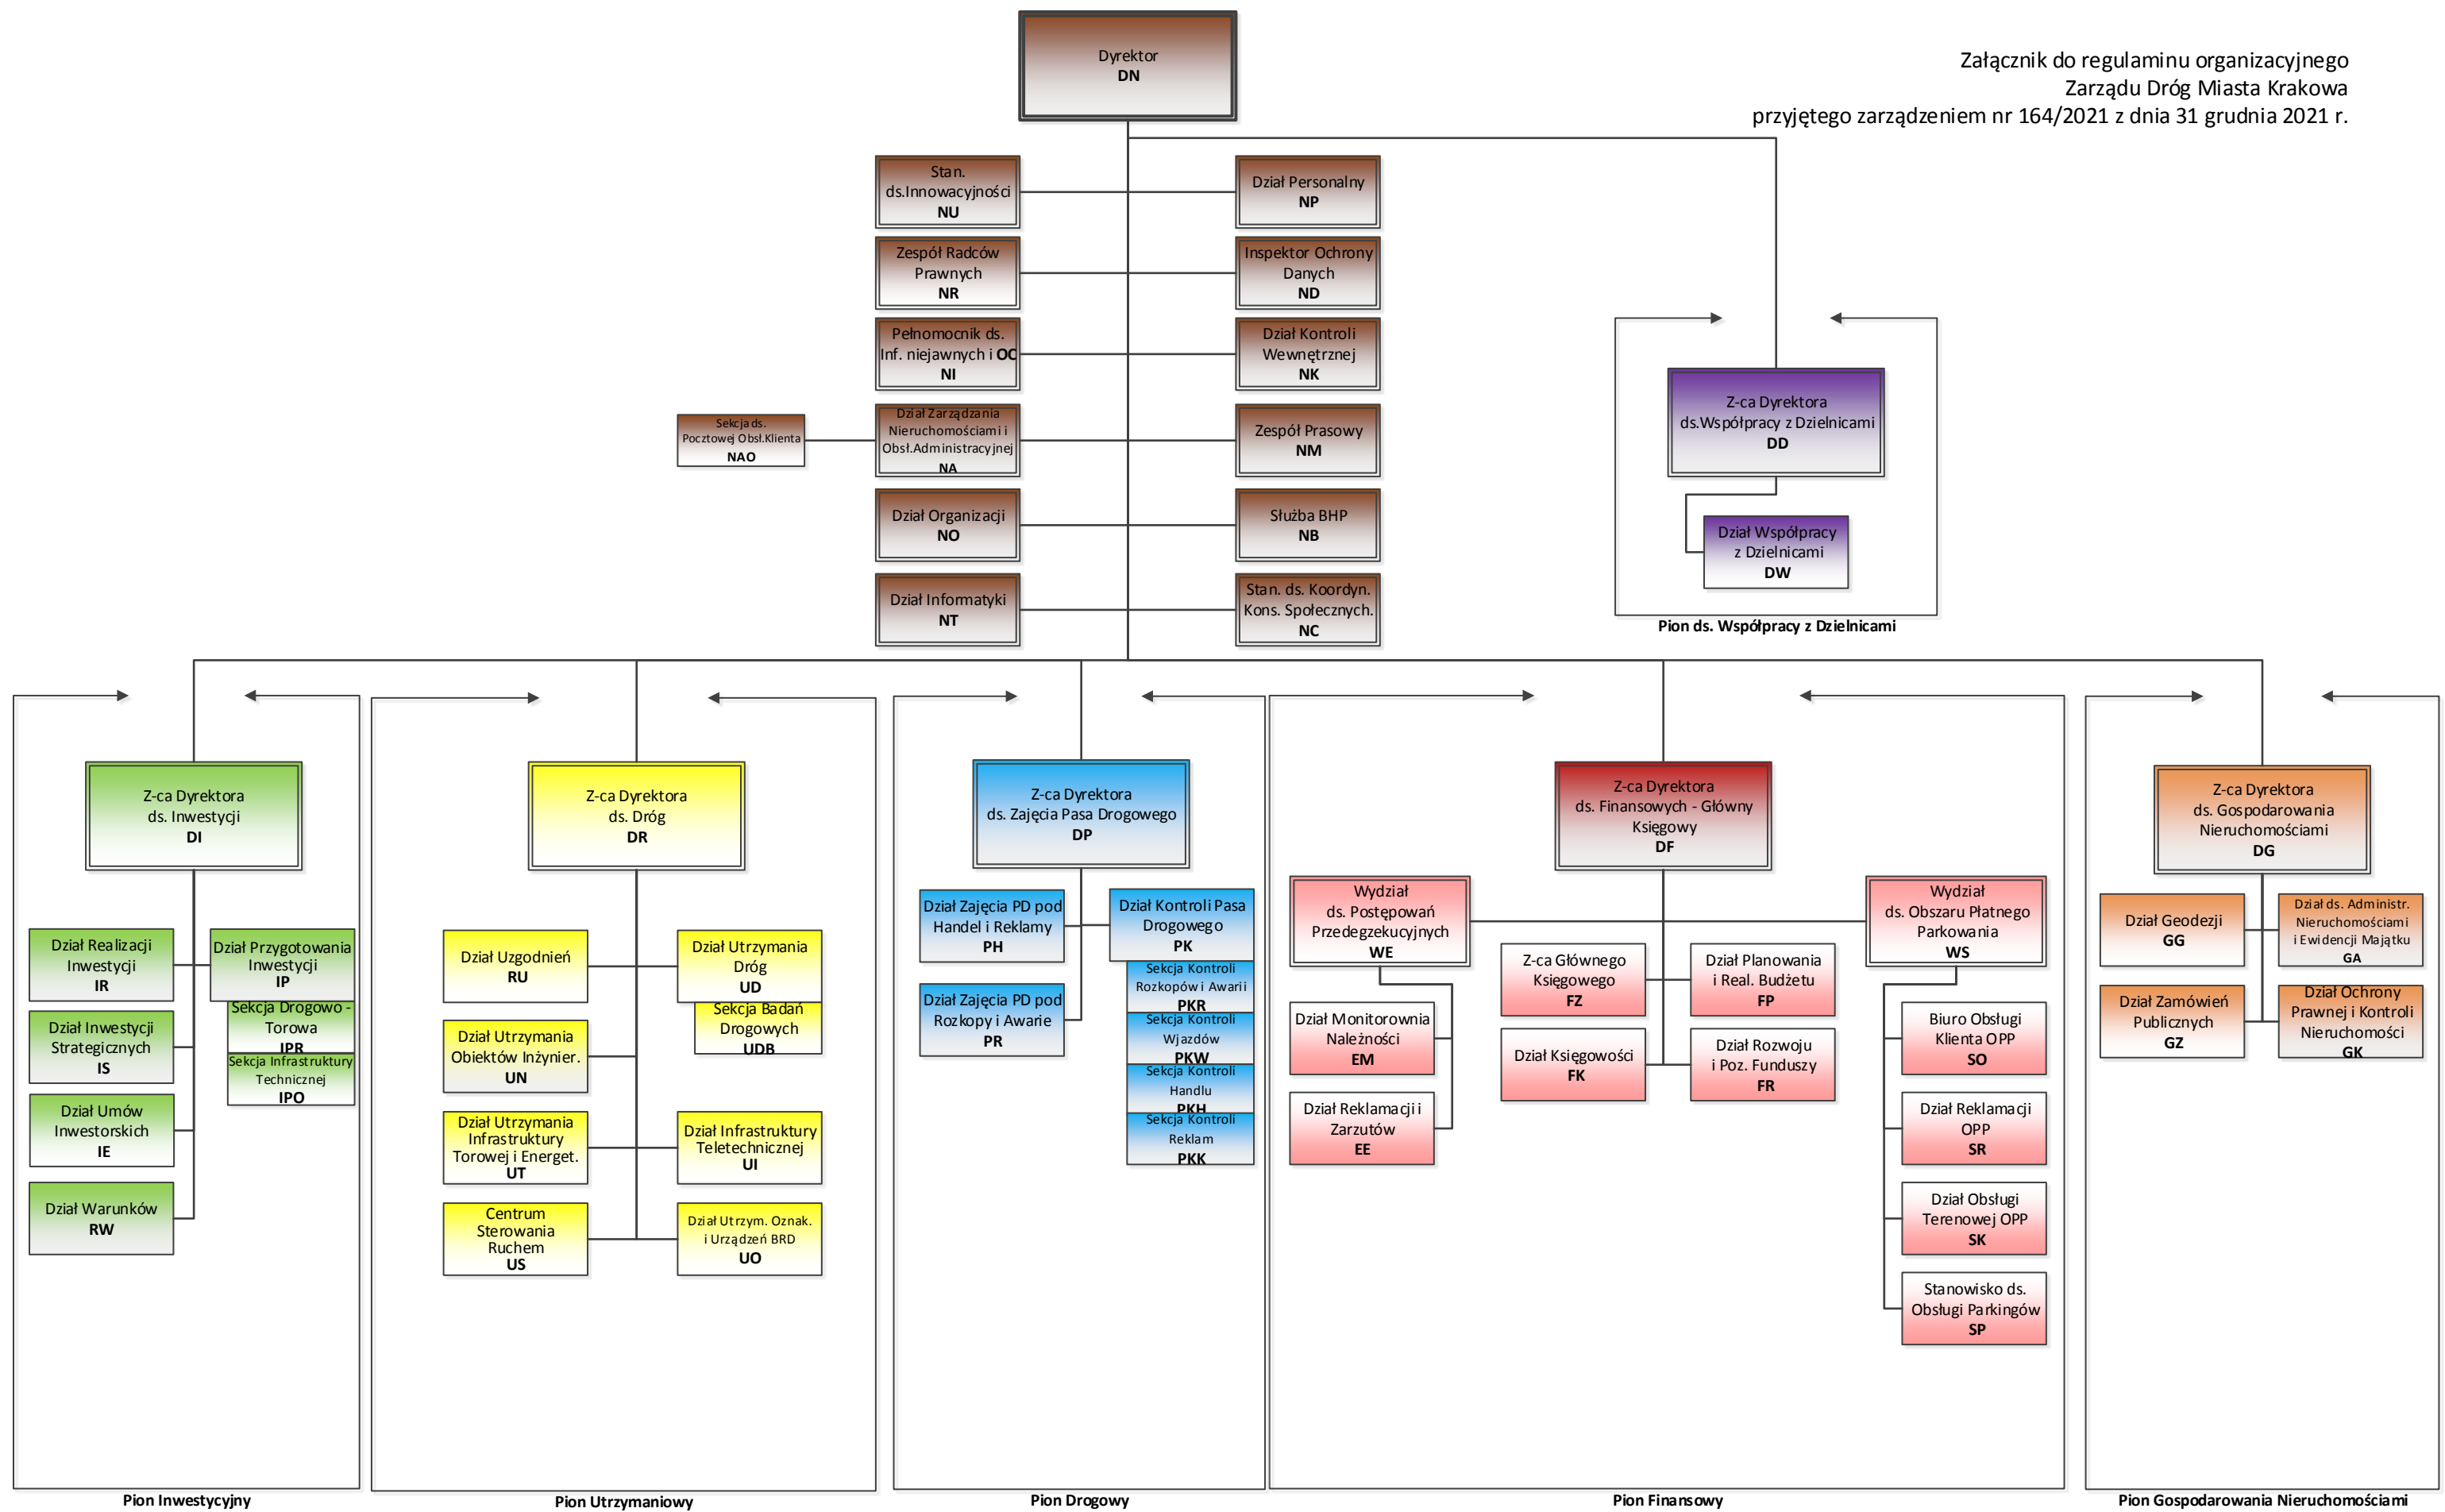 Dyrektor
DN
Załącznik do regulaminu organizacyjnego
Zarządu Dróg Miasta Krakowa
przyjętego zarządzeniem nr 164/2021 z dnia 31 grudnia 2021 r.
Stan.
ds.Innowacyjności
NU
Dział Personalny
NP
Zespół Radców
Prawnych
NR
Inspektor Ochrony
Danych
ND
Pełnomocnik ds.
Inf. niejawnych i OC
NI
Dział Kontroli
Wewnętrznej
NK
Sekcja ds.
Pocztowej Obsł.Klienta
NAO
Dział Zarządzania
Nieruchomościami i
Obsł.Administracyjnej
NA
Zespół Prasowy
NM
Dział Organizacji
NO
Służba BHP
NB
Dział Informatyki
NT
Stan. ds. Koordyn.
Kons. Społecznych.
NC
Z-ca Dyrektora
ds.Współpracy z Dzielnicami
DD
Dział Współpracy
z Dzielnicami
DW
Pion ds. Współpracy z Dzielnicami
Z-ca Dyrektora
ds. Inwestycji
DI
Dział Realizacji
Inwestycji
IR
Dział Przygotowania
Inwestycji
IP
Sekcja Drogowo -
Torowa
IPR
Sekcja Infrastruktury
Technicznej
IPO
Dział Inwestycji
Strategicznych
IS
Dział Umów
Inwestorskich
IE
Dział Warunków
RW
Pion Inwestycyjny
Z-ca Dyrektora
ds. Dróg
DR
Dział Uzgodnień
RU
Dział Utrzymania
Dróg
UD
Sekcja Badań
Drogowych
UDB
Dział Utrzymania
Obiektów Inżynier.
UN
Dział Utrzymania
Infrastruktury
Torowej i Energet.
UT
Dział Infrastruktury
Teletechnicznej
UI
Centrum
Sterowania
Ruchem
US
Dział Utrzym. Oznak.
i Urządzeń BRD
UO
Pion Utrzymaniowy
Z-ca Dyrektora
ds. Zajęcia Pasa Drogowego
DP
Dział Zajęcia PD pod
Handel i Reklamy
PH
Dział Kontroli Pasa
Drogowego
PK
Sekcja Kontroli
Rozkopów i Awarii
PKR
Sekcja Kontroli
Wjazdów
PKW
Sekcja Kontroli
Handlu
PKH
Sekcja Kontroli
Reklam
PKK
Dział Zajęcia PD pod
Rozkopy i Awarie
PR
Pion Drogowy
Z-ca Dyrektora
ds. Finansowych - Główny
Księgowy
DF
Wydział
ds. Postępowań
Przedegzekucyjnych
WE
Wydział
ds. Obszaru Płatnego
Parkowania
WS
Z-ca Głównego
Księgowego
FZ
Dział Planowania
i Real. Budżetu
FP
Dział Księgowości
FK
Dział Rozwoju
i Poz. Funduszy
FR
Dział Monitorownia
Należności
EM
Dział Reklamacji i
Zarzutów
EE
Biuro Obsługi
Klienta OPP
SO
Dział Reklamacji
OPP
SR
Dział Obsługi
Terenowej OPP
SK
Stanowisko ds.
Obsługi Parkingów
SP
Pion Finansowy
Z-ca Dyrektora
ds. Gospodarowania
Nieruchomościami
DG
Dział Geodezji
GG
Dział ds. Administr.
Nieruchomościami
i Ewidencji Majątku
GA
Dział Zamówień
Publicznych
GZ
Dział Ochrony
Prawnej i Kontroli
Nieruchomości
GK
Pion Gospodarowania Nieruchomościami